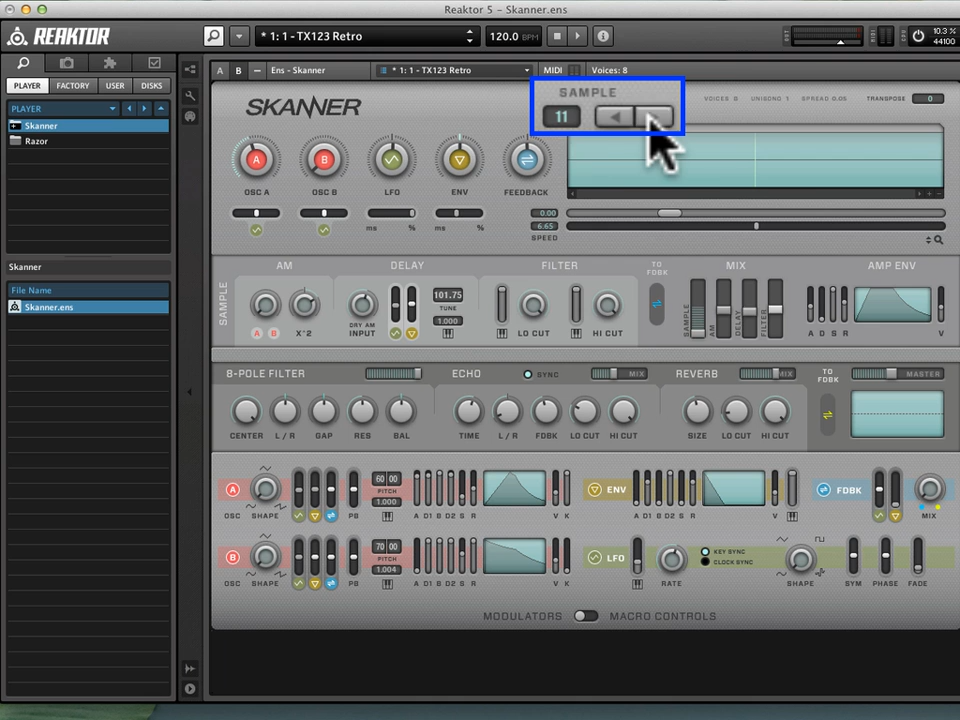 Reaktor 5 - Skanner.ens
REAKTOR
* 1: 1 - TX123 Retro
120.0 BPM
10.3 %
44100
PLAYER FACTORY USER DISKS
PLAYER
Skanner
Razor
Skanner
File Name
Skanner.ens
A B Ens - Skanner * 1: 1 - TX123 Retro MIDI Voices: 8
SKANNER
SAMPLE
11
VOICES 8 UNISONO 1 SPREAD 0.05 TRANSPOSE 0
A B
OSC A OSC B LFO ENV FEEDBACK
ms % ms %
0.00
6.65
SPEED
SAMPLE
AM DELAY FILTER TO FDBK MIX AMP ENV
101.75
TUNE
1.000
DRY AM INPUT
A B X^2 LO CUT HI CUT
SAMPLE AM DELAY FILTER
A D S R V
8-POLE FILTER ECHO SYNC MIX REVERB MIX TO FDBK MASTER
CENTER L / R GAP RES BAL TIME L / R FDBK LO CUT HI CUT SIZE LO CUT HI CUT
A 60 00 PITCH 1.000 ENV FDBK
OSC SHAPE PB A D1 B D2 S R V K A D1 B D2 S R V MIX
B 70 00 PITCH 1.004 LFO KEY SYNC CLOCK SYNC
OSC SHAPE PB A D1 B D2 S R V K RATE SHAPE SYM PHASE FADE
MODULATORS MACRO CONTROLS